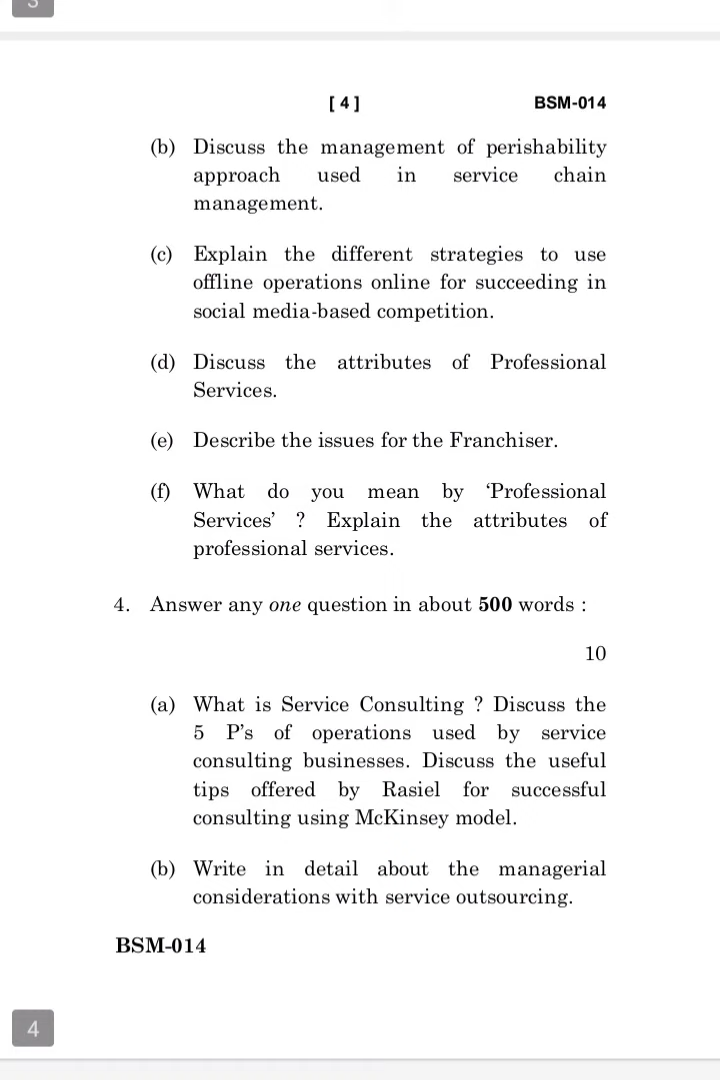 [ 4 ] BSM-014
(b) Discuss the management of perishability
approach used in service chain
management.
(c) Explain the different strategies to use
offline operations online for succeeding in
social media-based competition.
(d) Discuss the attributes of Professional
Services.
(e) Describe the issues for the Franchiser.
(f) What do you mean by ‘Professional
Services’ ? Explain the attributes of
professional services.
4. Answer any one question in about 500 words :
10
(a) What is Service Consulting ? Discuss the
5 P’s of operations used by service
consulting businesses. Discuss the useful
tips offered by Rasiel for successful
consulting using McKinsey model.
(b) Write in detail about the managerial
considerations with service outsourcing.
BSM-014
4